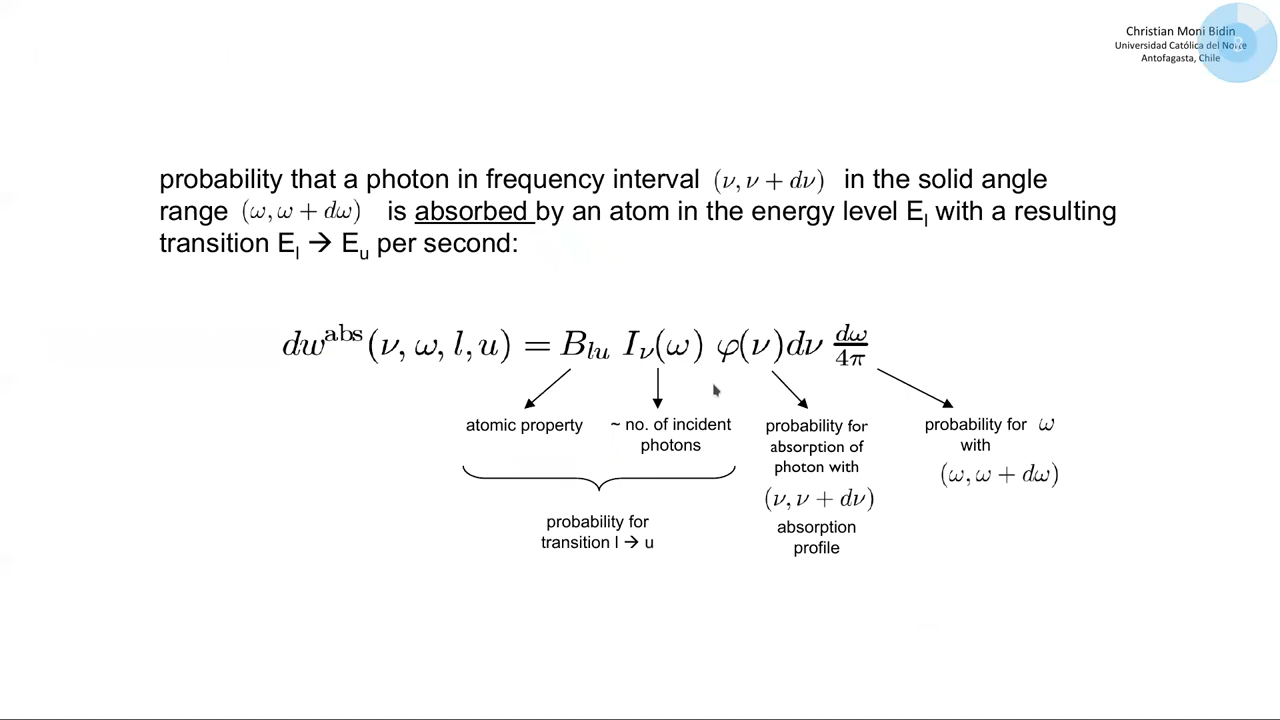 Christian Moni Bidin
Universidad Católica del Norte
Antofagasta, Chile
probability that a photon in frequency interval (ν, ν + dν) in the solid angle
range (ω, ω + dω) is absorbed by an atom in the energy level E_l with a resulting
transition E_l → E_u per second:
dw^abs(ν, ω, l, u) = B_lu I_ν(ω) φ(ν)dν dω/4π
atomic property
~ no. of incident
photons
probability for
transition l → u
probability for
absorption of
photon with
(ν, ν + dν)
absorption
profile
probability for ω
with
(ω, ω + dω)